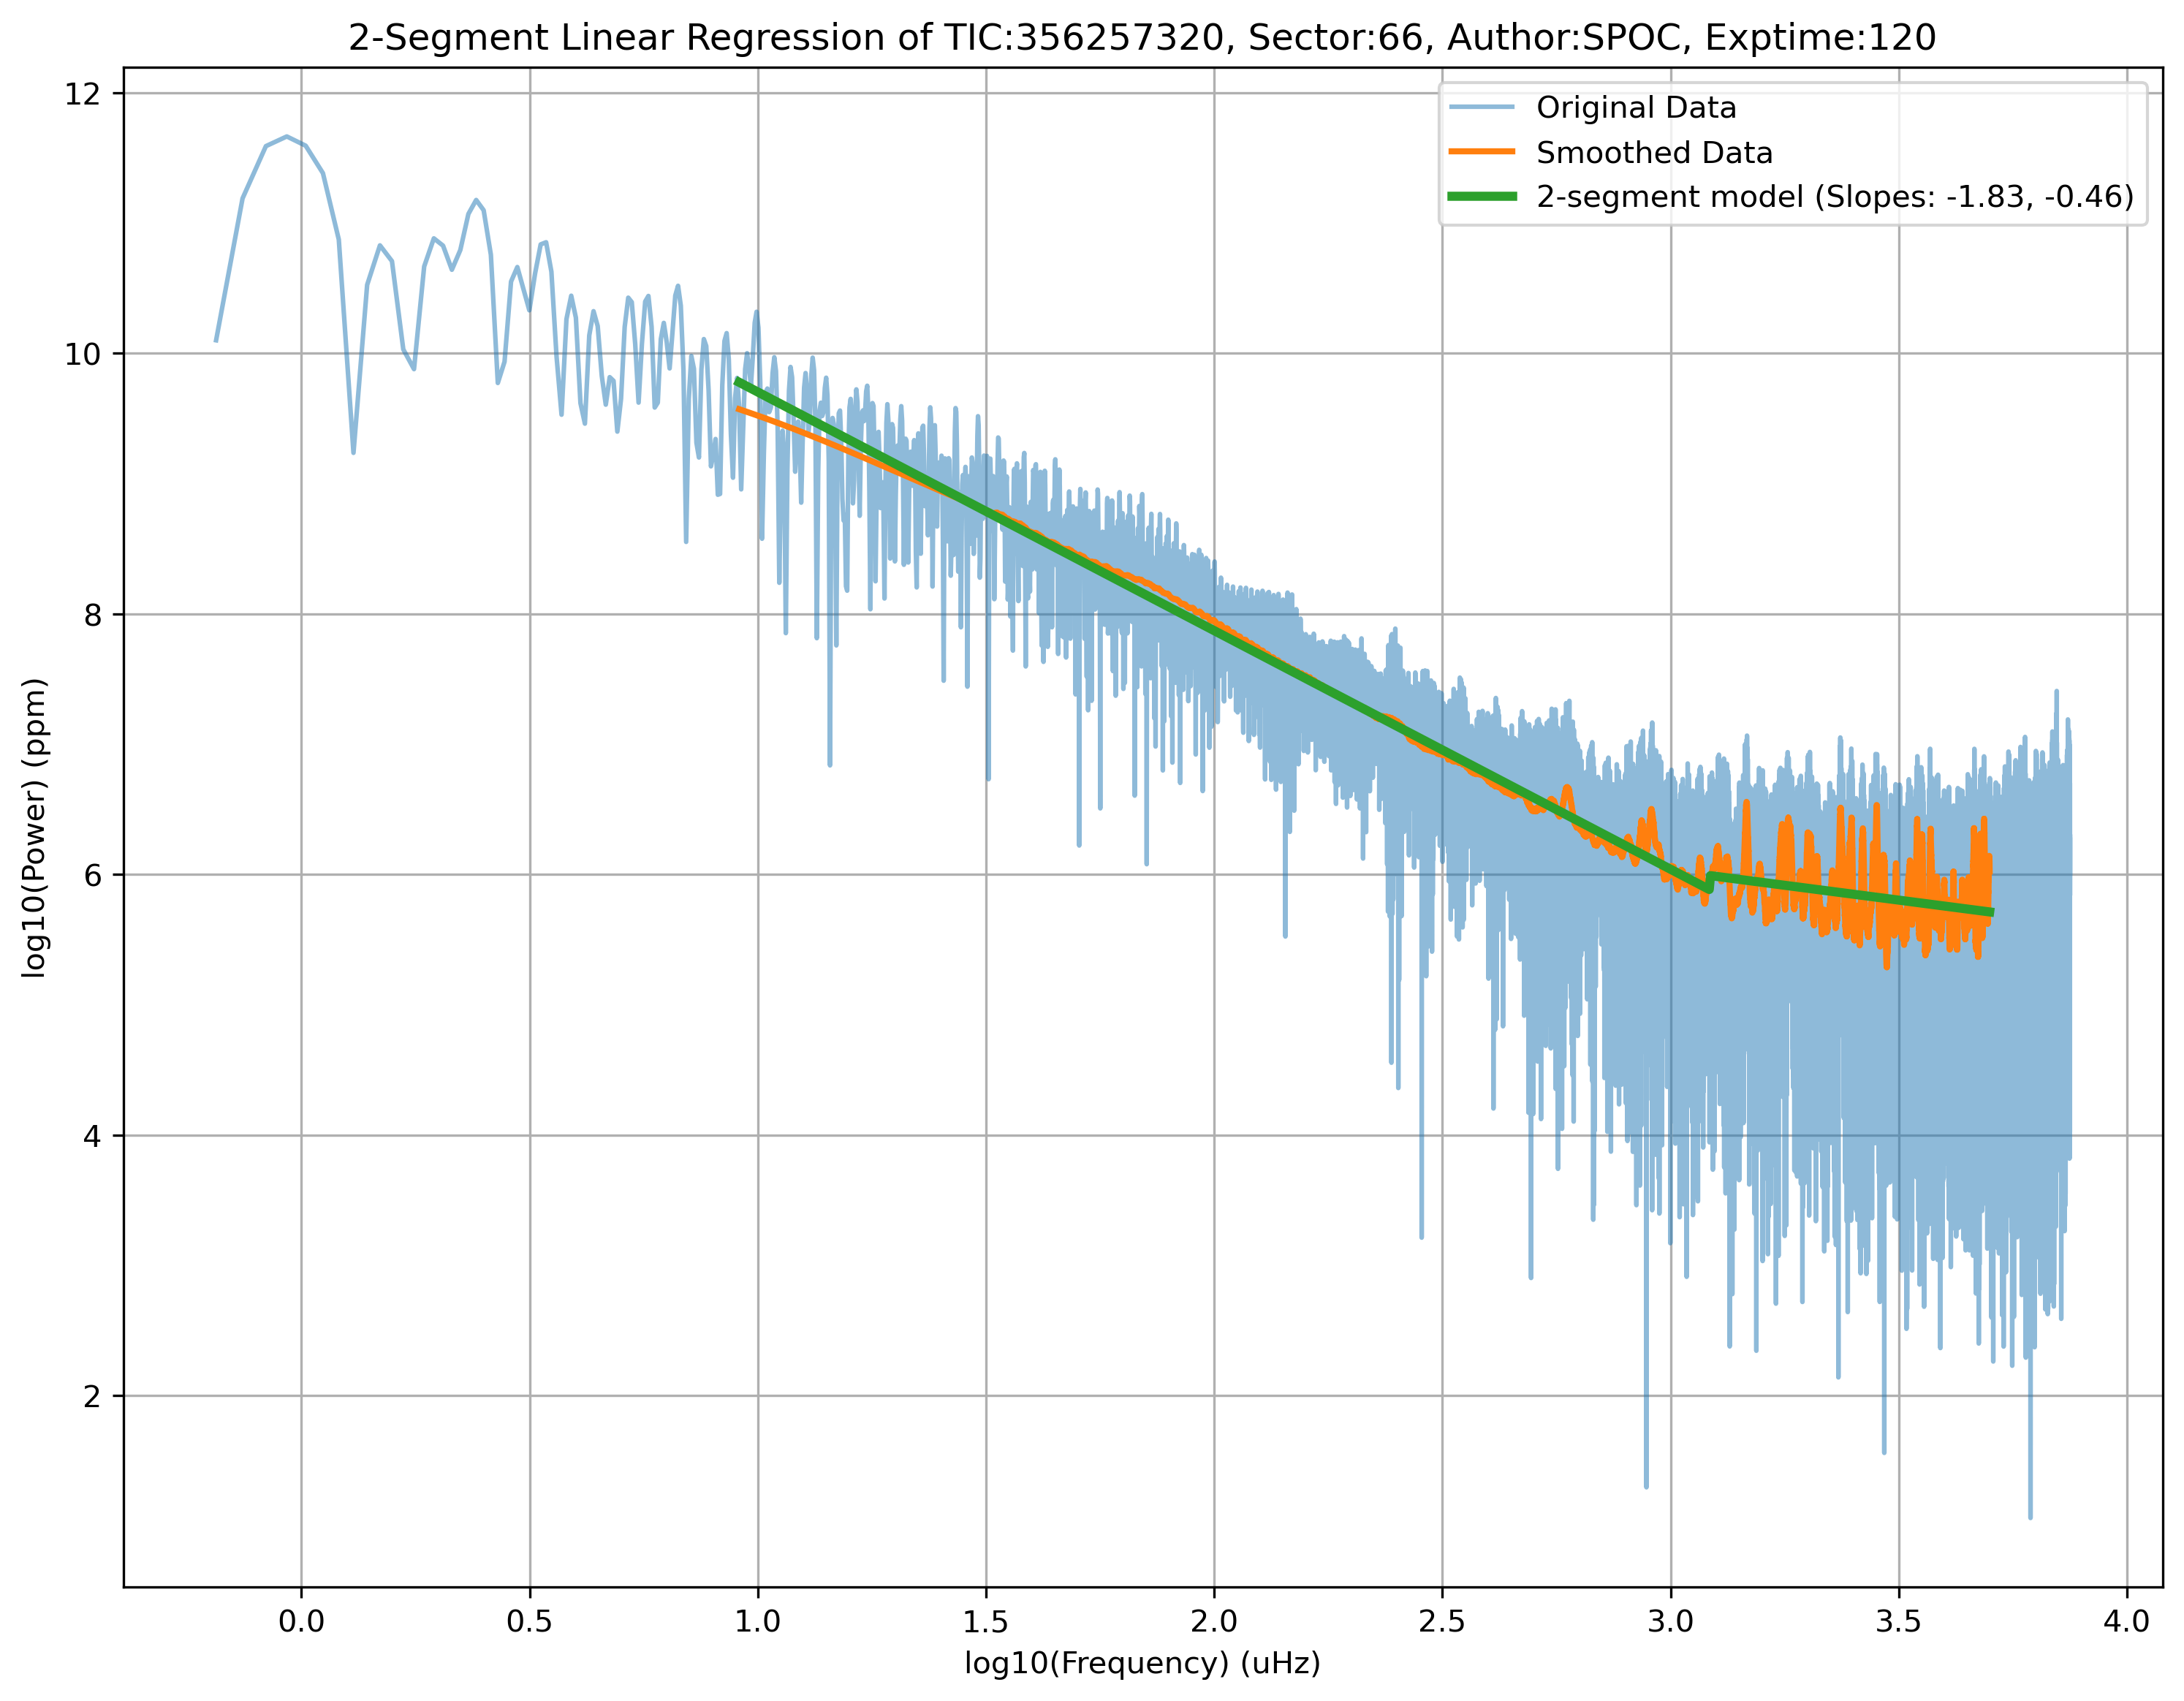 2-Segment Linear Regression of TIC:356257320, Sector:66, Author:SPOC, Exptime:120
Original Data
Smoothed Data
2-segment model (Slopes: -1.83, -0.46)
log10(Power) (ppm)
12
10
8
6
4
2
0.0 0.5 1.0 1.5 2.0 2.5 3.0 3.5 4.0
log10(Frequency) (uHz)